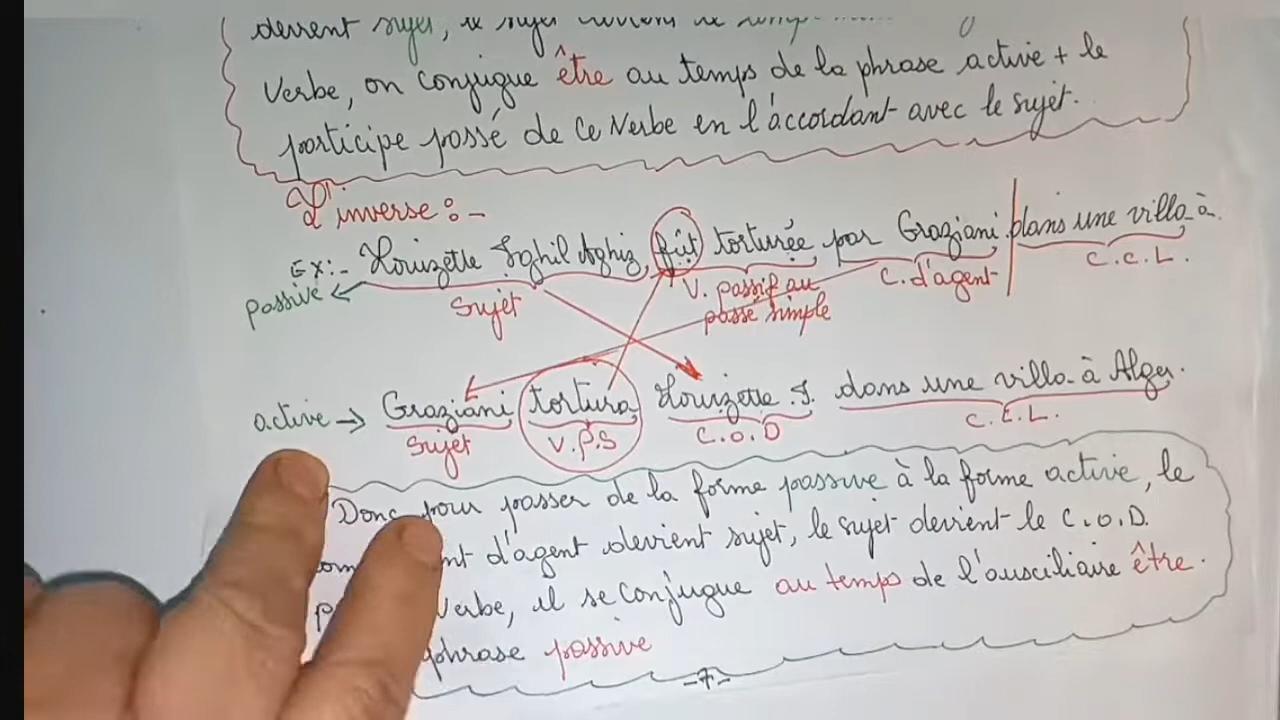 devient sujet, le sujet
Verbe, on conjugue être au temps de la phrase active + le
participe passé de ce verbe en l'accordant avec le sujet.
L'inverse :-
Ex:- Louizette Ighil Aghiz fût torturée par Graziani dans une villa à
passive Sujet V. passif au passé simple C. d'agent C.C.L.
active → Graziani tortura Louizette .I. dans une villa à Alger.
Sujet V.P.S C.O.D C.C.L.
Donc pour passer de la forme passive à la forme active, le
d'agent devient sujet, le sujet devient le C.O.D.
Verbe, il se conjugue au temps de l'auxciliaire être.
phrase passive
-7-